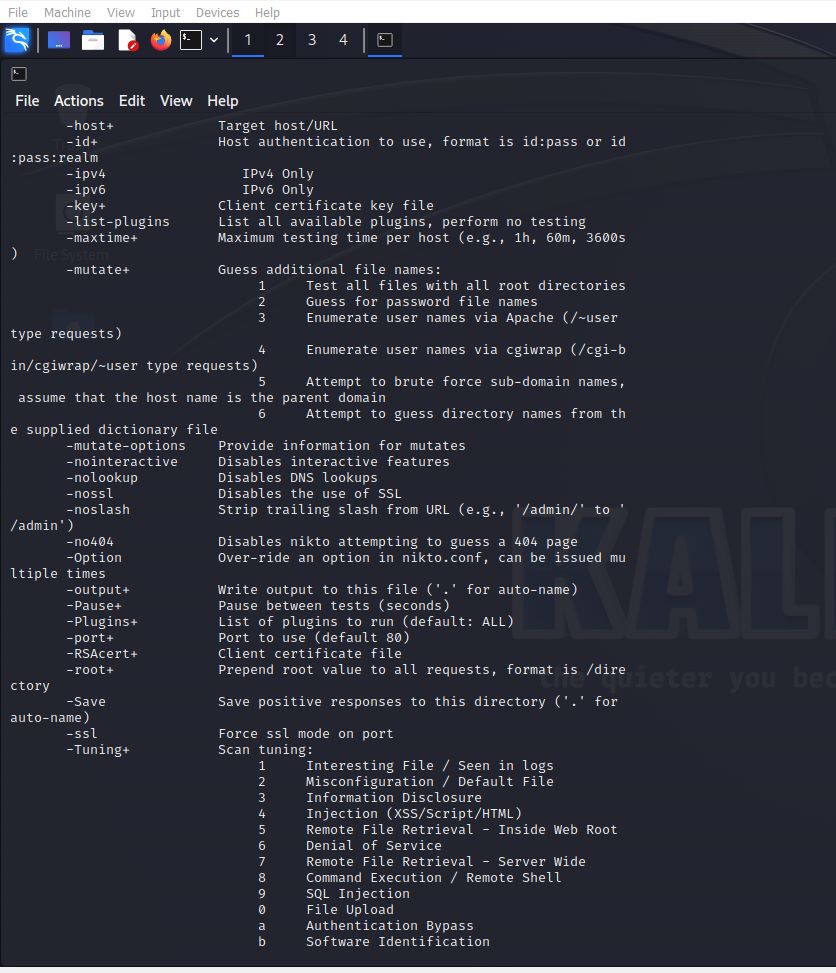 File Machine View Input Devices Help
1 2 3 4
File Actions Edit View Help
-host+ Target host/URL
-id+ Host authentication to use, format is id:pass or id
:pass:realm
-ipv4 IPv4 Only
-ipv6 IPv6 Only
-key+ Client certificate key file
-list-plugins List all available plugins, perform no testing
-maxtime+ Maximum testing time per host (e.g., 1h, 60m, 3600s
)
File System
-mutate+ Guess additional file names:
1 Test all files with all root directories
2 Guess for password file names
3 Enumerate user names via Apache (/~user
type requests)
4 Enumerate user names via cgiwrap (/cgi-b
in/cgiwrap/~user type requests)
5 Attempt to brute force sub-domain names,
assume that the host name is the parent domain
6 Attempt to guess directory names from th
e supplied dictionary file
-mutate-options Provide information for mutates
-nointeractive Disables interactive features
-nolookup Disables DNS lookups
-nossl Disables the use of SSL
-noslash Strip trailing slash from URL (e.g., '/admin/' to '
/admin')
-no404 Disables nikto attempting to guess a 404 page
-Option Over-ride an option in nikto.conf, can be issued mu
ltiple times
-output+ Write output to this file ('.' for auto-name)
-Pause+ Pause between tests (seconds)
-Plugins+ List of plugins to run (default: ALL)
-port+ Port to use (default 80)
-RSAcert+ Client certificate file
-root+ Prepend root value to all requests, format is /dire
ctory
-Save Save positive responses to this directory ('.' for
auto-name)
-ssl Force ssl mode on port
-Tuning+ Scan tuning:
1 Interesting File / Seen in logs
2 Misconfiguration / Default File
3 Information Disclosure
4 Injection (XSS/Script/HTML)
5 Remote File Retrieval - Inside Web Root
6 Denial of Service
7 Remote File Retrieval - Server Wide
8 Command Execution / Remote Shell
9 SQL Injection
0 File Upload
a Authentication Bypass
b Software Identification
KALI
the quieter you bec